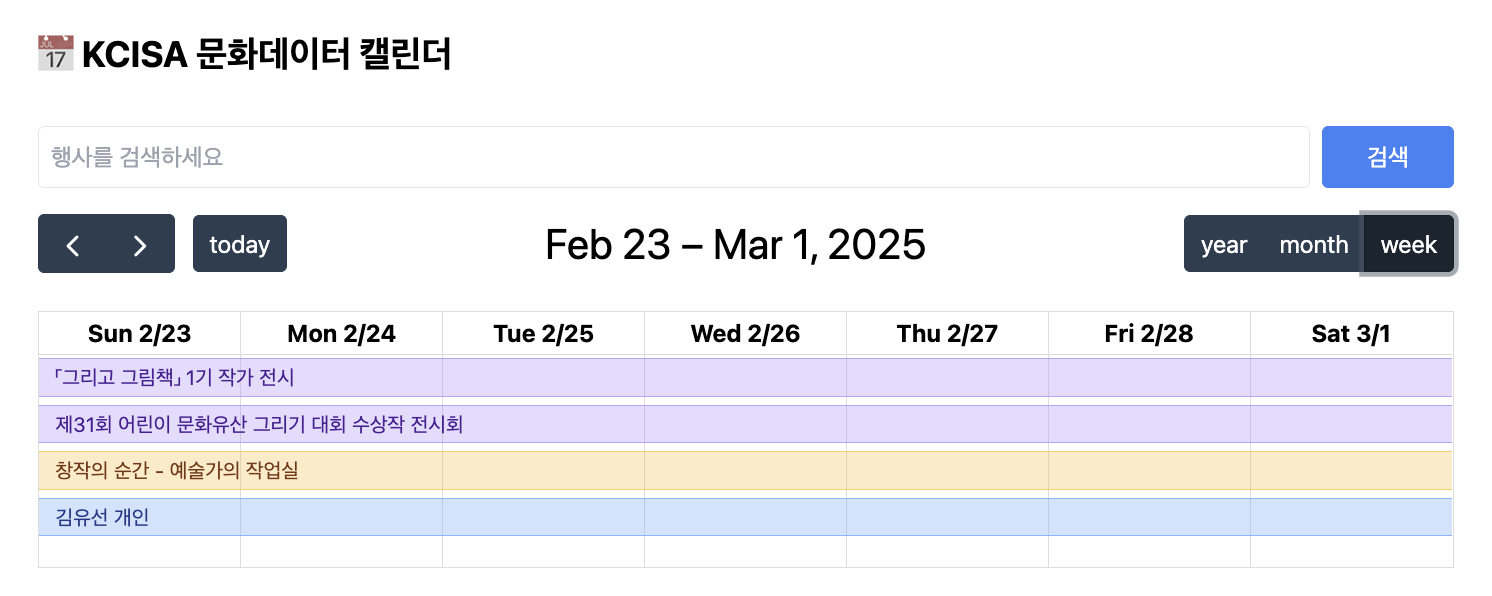 JUL 17 KCISA 문화데이터 캘린더
행사를 검색하세요 검색
today Feb 23 – Mar 1, 2025 year month week
Sun 2/23 Mon 2/24 Tue 2/25 Wed 2/26 Thu 2/27 Fri 2/28 Sat 3/1
「그리고 그림책」 1기 작가 전시
제31회 어린이 문화유산 그리기 대회 수상작 전시회
창작의 순간 - 예술가의 작업실
김유선 개인